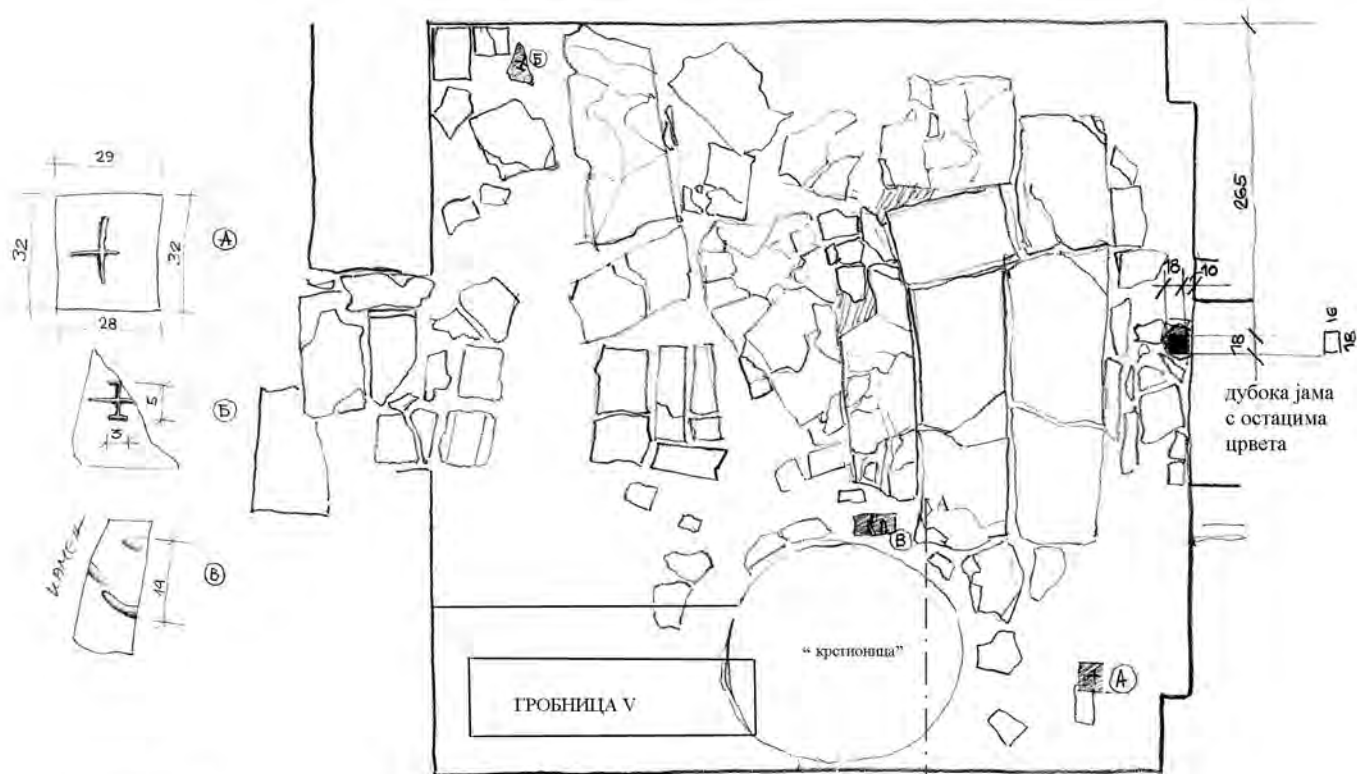 29
32
32
28
А
5
3
Б
КАМЕН
14
В
Б
265
18
10
18
16
18
дубока јама
с остацима
црвета
А
В
“ крстионица”
ГРОБНИЦА V
А